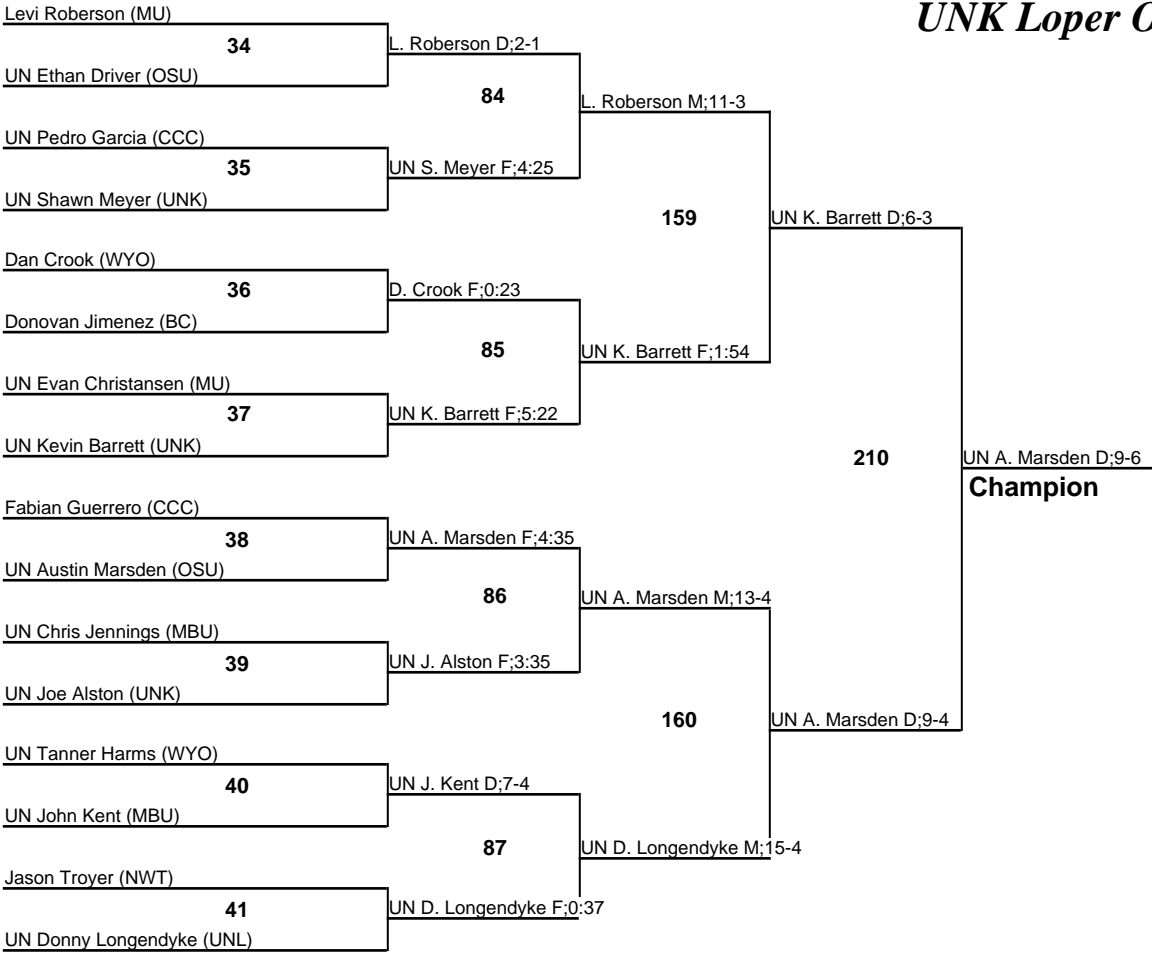 UNK Loper O
Levi Roberson (MU)
34
UN Ethan Driver (OSU)
L. Roberson D;2-1
84
UN Pedro Garcia (CCC)
35
UN Shawn Meyer (UNK)
UN S. Meyer F;4:25
L. Roberson M;11-3
159
Dan Crook (WYO)
36
Donovan Jimenez (BC)
D. Crook F;0:23
85
UN Evan Christansen (MU)
37
UN Kevin Barrett (UNK)
UN K. Barrett F;5:22
UN K. Barrett F;1:54
UN K. Barrett D;6-3
210
UN A. Marsden D;9-6
Champion
Fabian Guerrero (CCC)
38
UN Austin Marsden (OSU)
UN A. Marsden F;4:35
86
UN Chris Jennings (MBU)
39
UN Joe Alston (UNK)
UN J. Alston F;3:35
UN A. Marsden M;13-4
160
UN A. Marsden D;9-4
UN Tanner Harms (WYO)
40
UN John Kent (MBU)
UN J. Kent D;7-4
87
UN D. Longendyke M;15-4
Jason Troyer (NWT)
41
UN Donny Longendyke (UNL)
UN D. Longendyke F;0:37